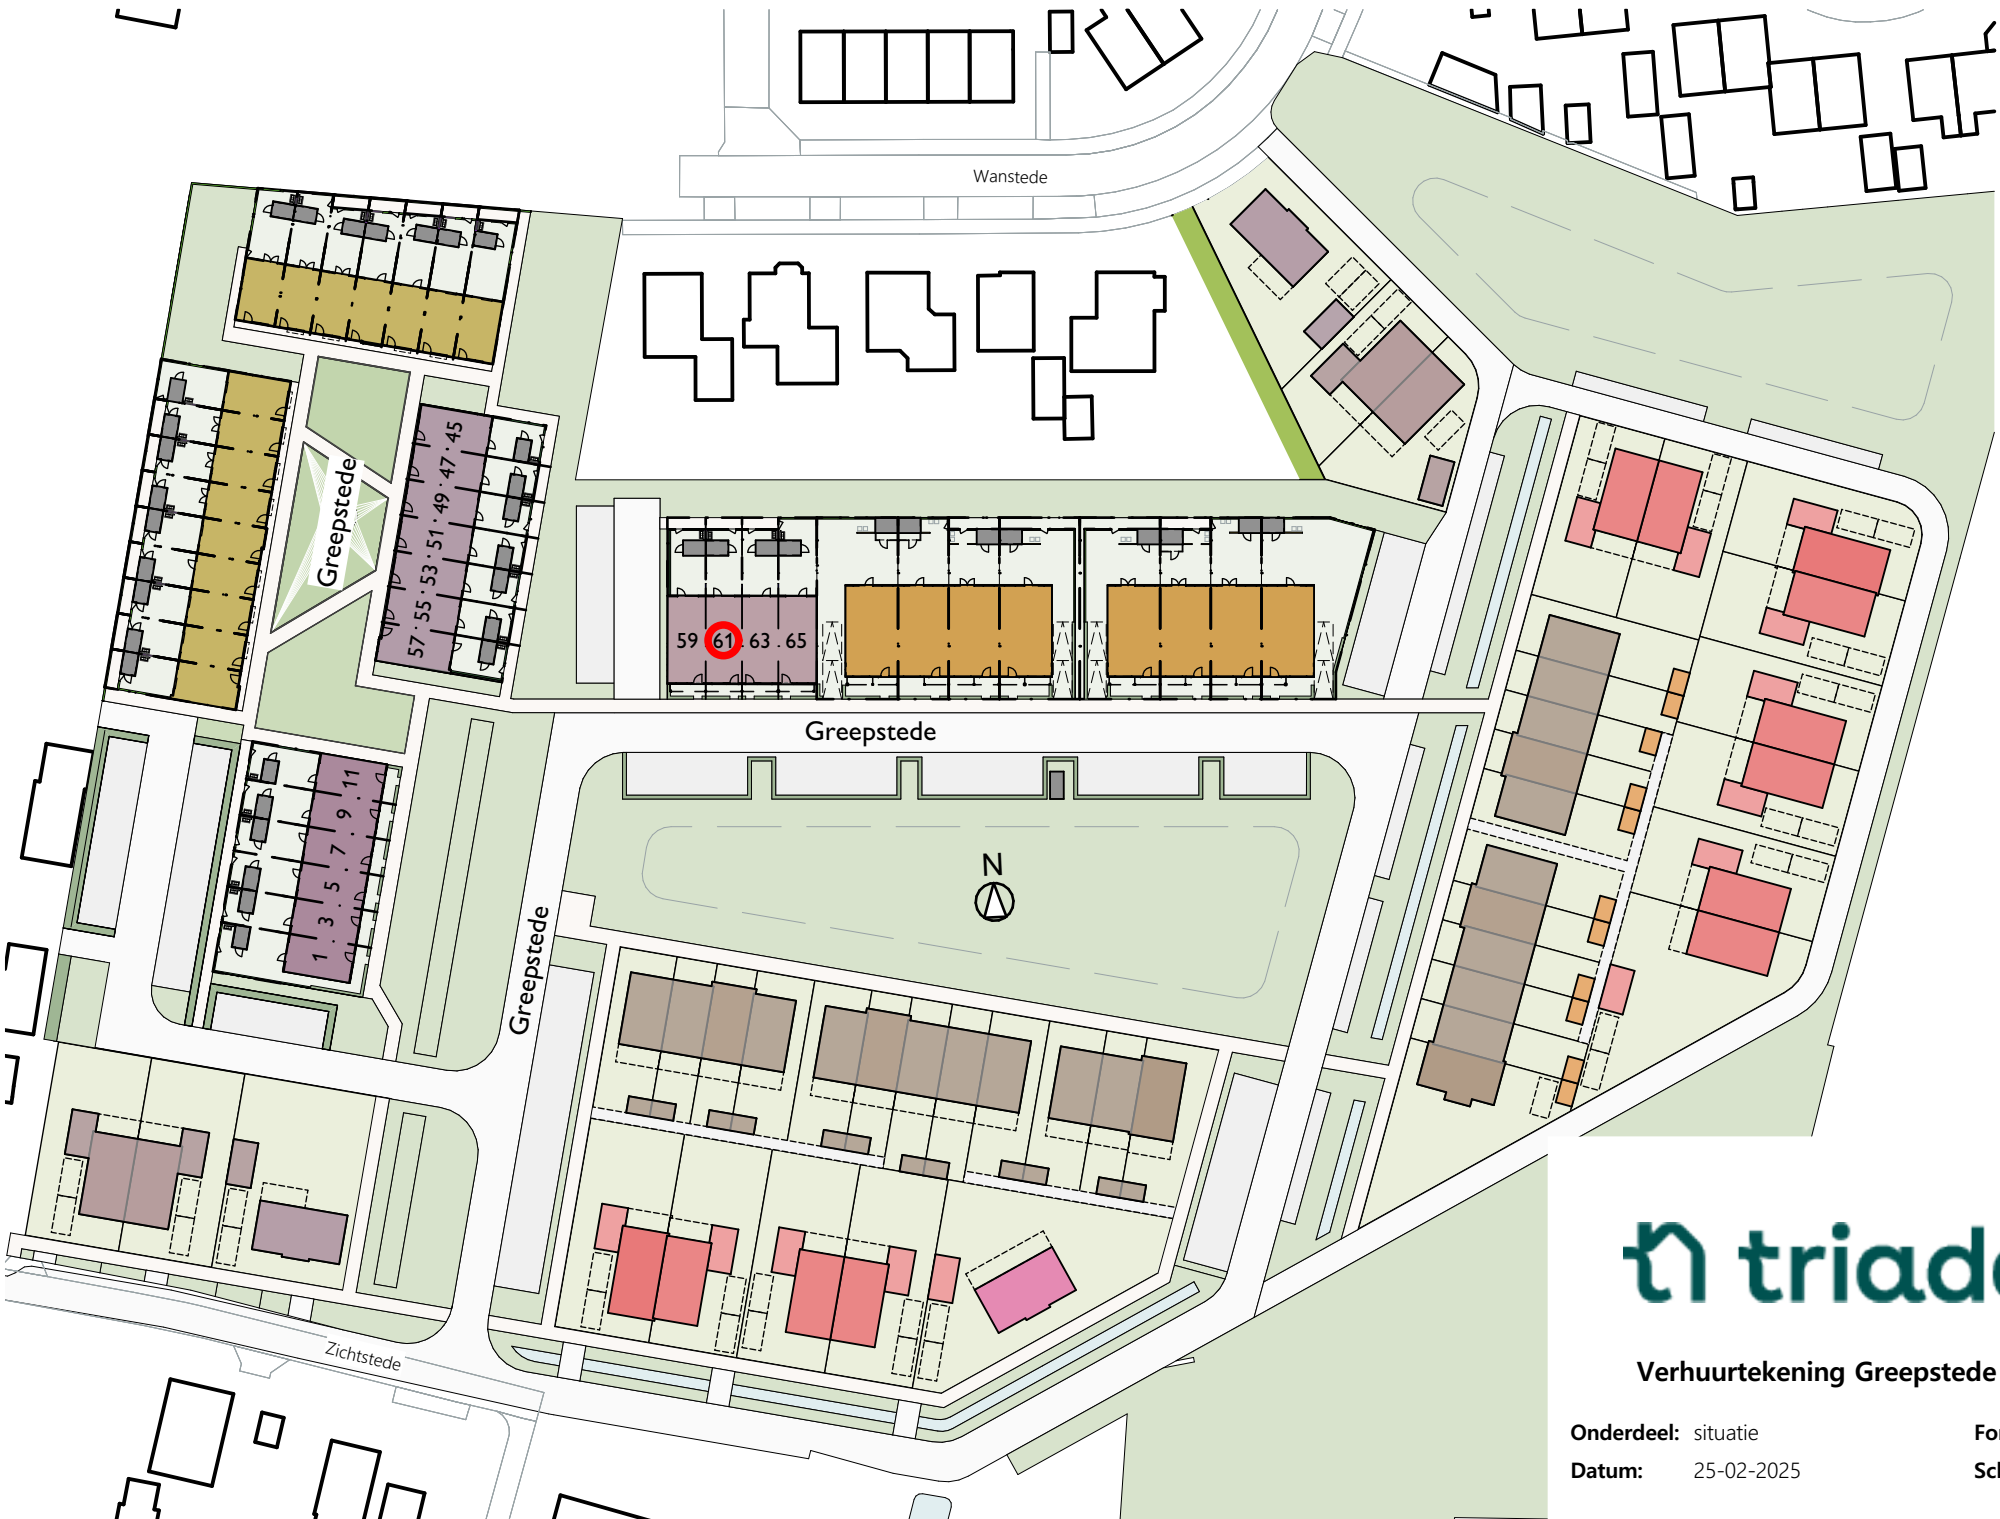 Wanstede
57 · 55 · 53 · 51 · 49 · 47 · 45
Greepstede
59 . 61 . 63 . 65
Greepstede
1 . 3 . 5 . 7 . 9 . 11
N
Greepstede
Zichtstede
triad
Verhuurtekening Greepstede
Onderdeel: situatie
Datum: 25-02-2025